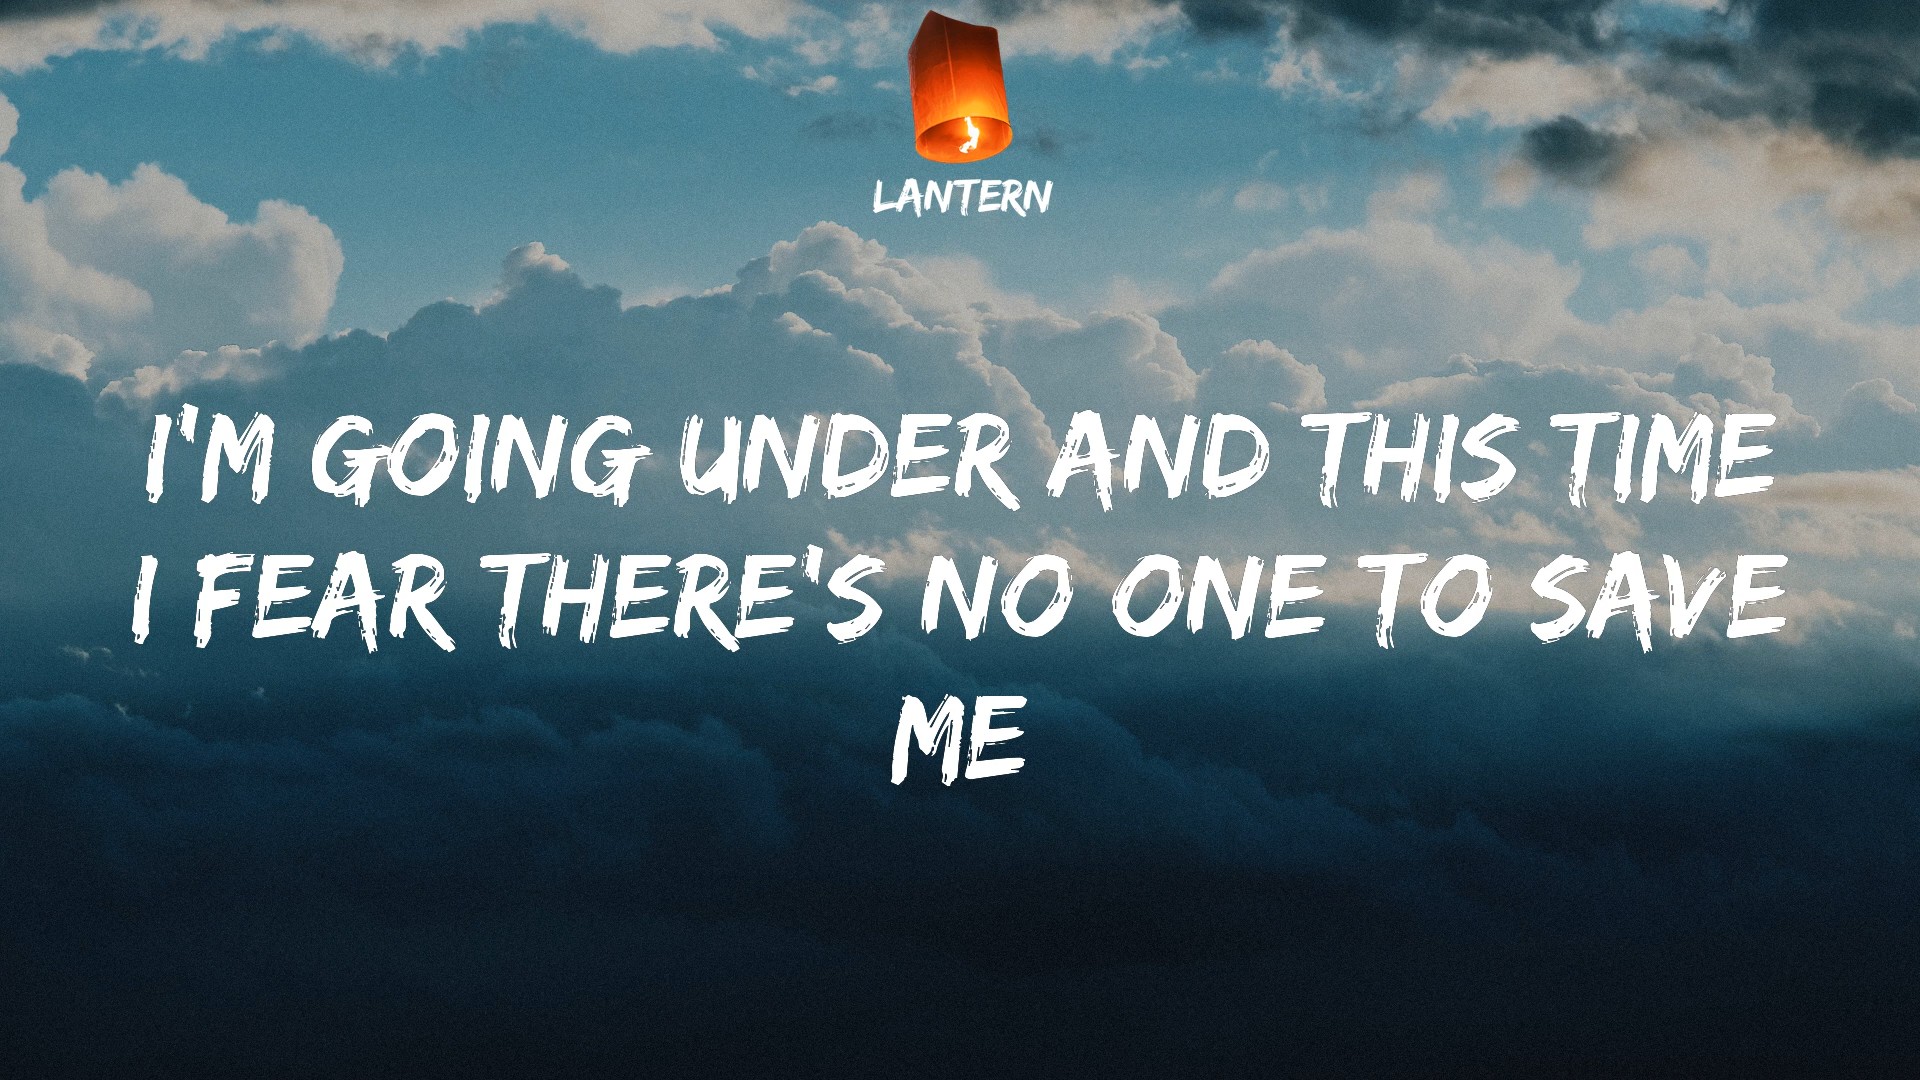 LANTERN
I'M GOING UNDER AND THIS TIME
I FEAR THERE'S NO ONE TO SAVE
ME